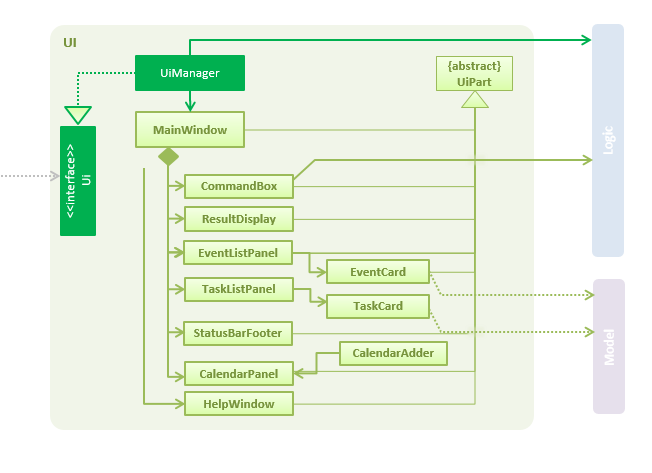 UI
UiManager
{abstract}
UiPart
<<Interface>>
Ui
MainWindow
Logic
CommandBox
ResultDisplay
EventListPanel
EventCard
TaskListPanel
TaskCard
StatusBarFooter
CalendarAdder
CalendarPanel
HelpWindow
Model